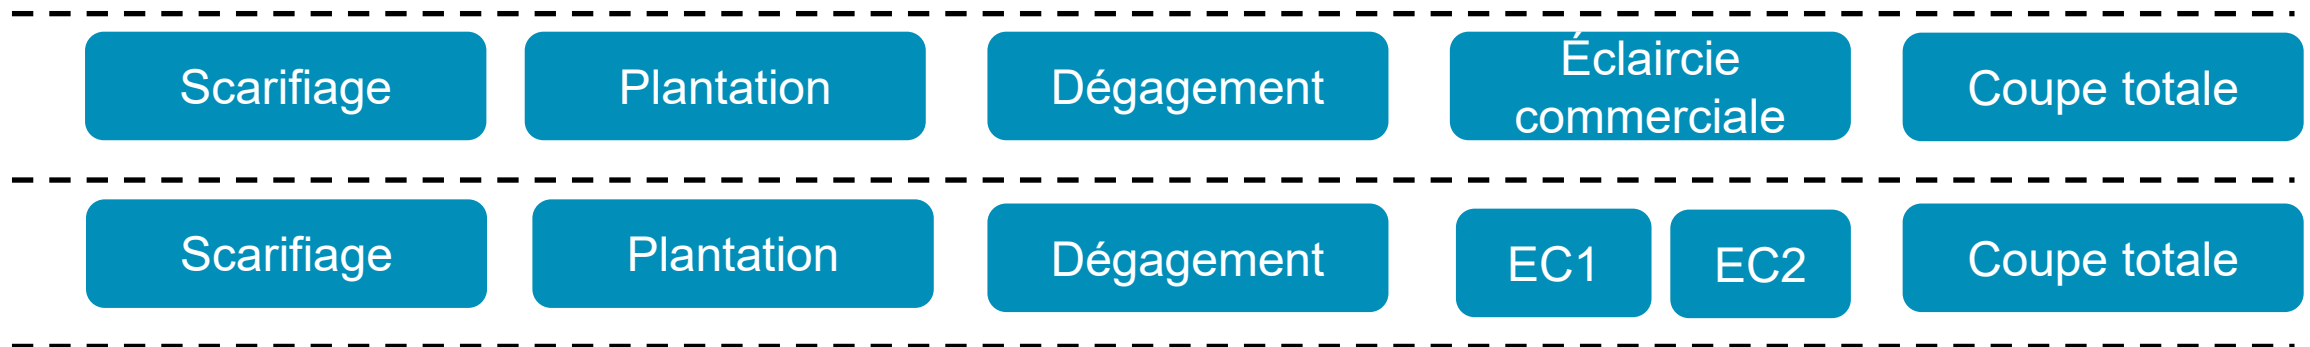 Scarifiage
Plantation
Dégagement
Éclaircie
commerciale
Coupe totale
Scarifiage
Plantation
Dégagement
EC1
EC2
Coupe totale